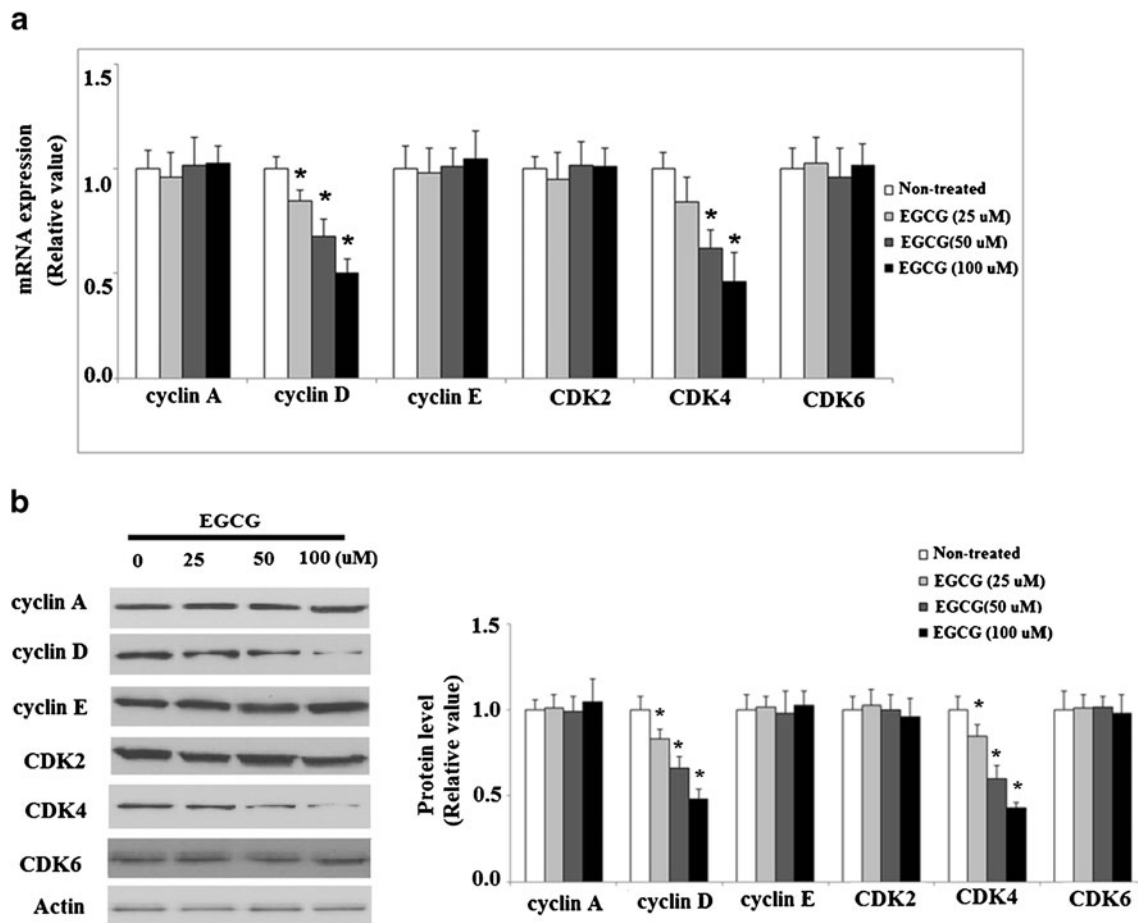 a
1.5
1.0
0.5
0.0
mRNA expression
(Relative value)
* * *
* *
cyclin A cyclin D cyclin E CDK2 CDK4 CDK6
Non-treated
EGCG (25 uM)
EGCG(50 uM)
EGCG (100 uM)
b
EGCG
0 25 50 100 (uM)
cyclin A
cyclin D
cyclin E
CDK2
CDK4
CDK6
Actin
Non-treated
EGCG (25 uM)
EGCG(50 uM)
EGCG (100 uM)
1.5
1.0
0.5
0.0
Protein level
(Relative value)
* * *
* * *
cyclin A cyclin D cyclin E CDK2 CDK4 CDK6